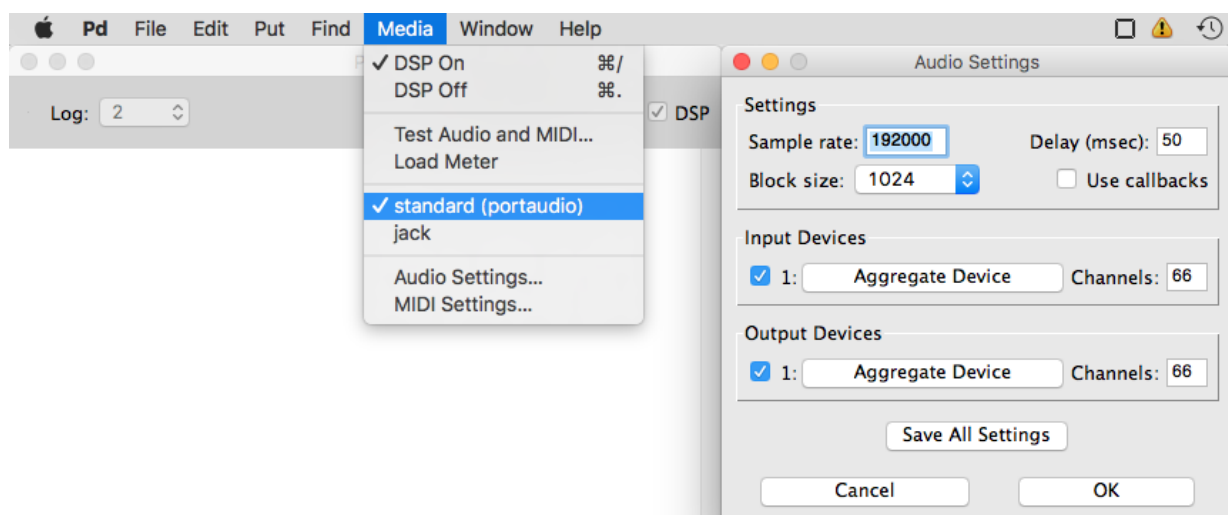 Pd File Edit Put Find Media Window Help
Log: 2
DSP
✓ DSP On ⌘/
DSP Off ⌘.
Test Audio and MIDI...
Load Meter
✓ standard (portaudio)
jack
Audio Settings...
MIDI Settings...
Audio Settings
Settings
Sample rate: 192000 Delay (msec): 50
Block size: 1024 Use callbacks
Input Devices
1: Aggregate Device Channels: 66
Output Devices
1: Aggregate Device Channels: 66
Save All Settings
Cancel OK